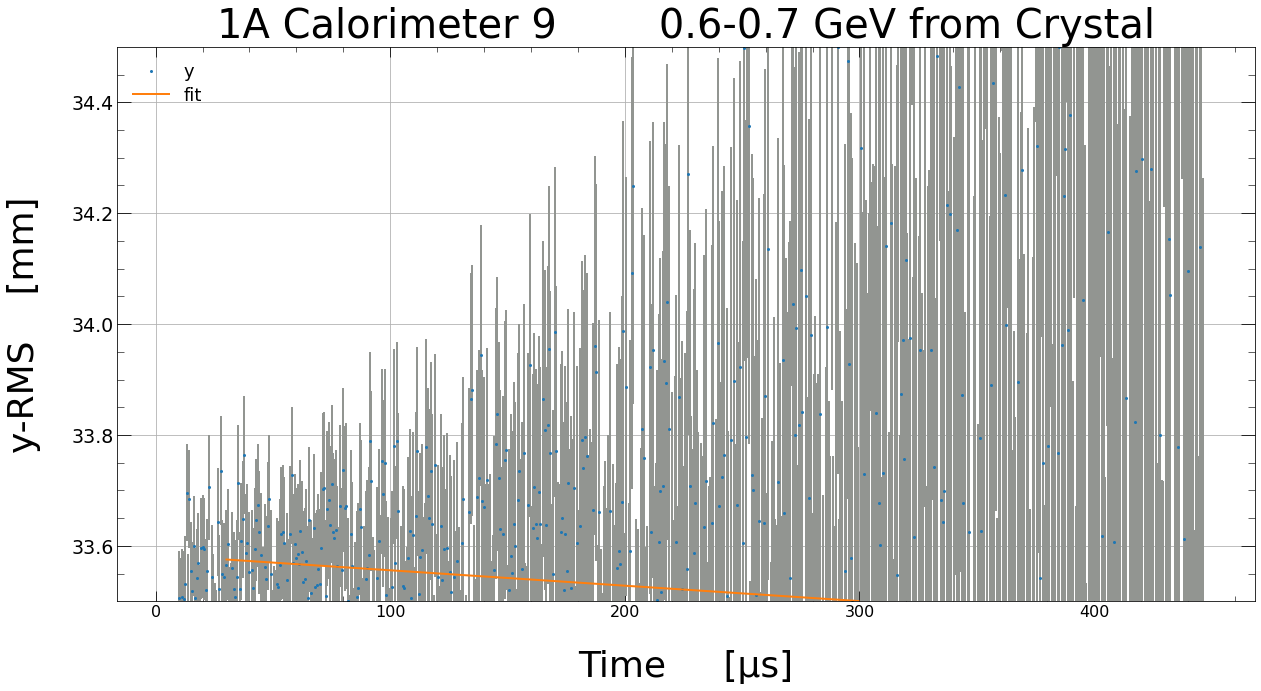 1A Calorimeter 9 0.6-0.7 GeV from Crystal
y
fit
y-RMS [mm]
34.4
34.2
34.0
33.8
33.6
0 100 200 300 400
Time [μs]